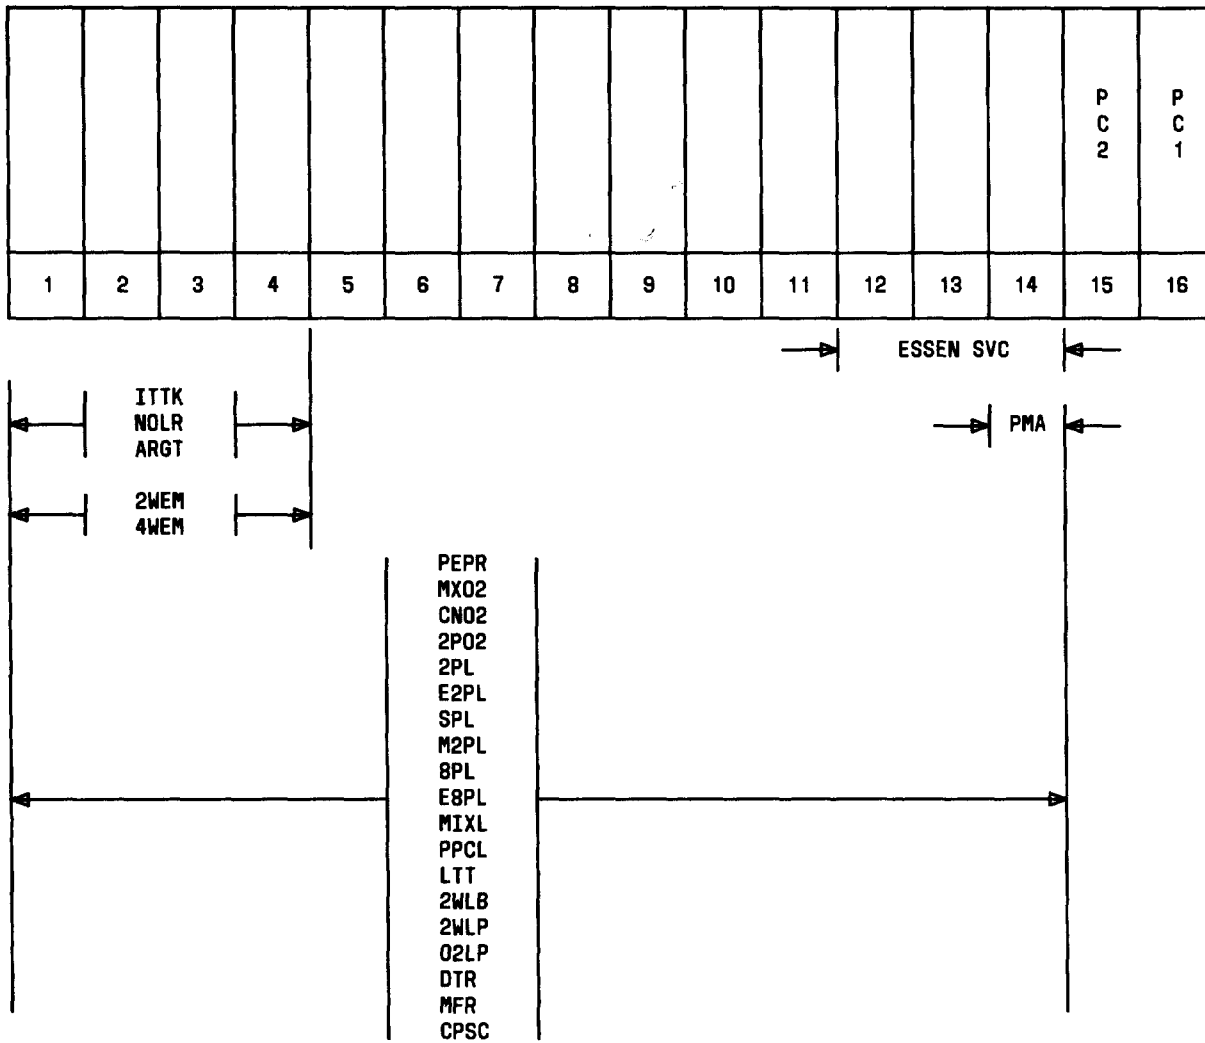 P P
C C
2 1
1 2 3 4 5 6 7 8 9 10 11 12 13 14 15 16
ESSEN SVC
ITTK
NOLR
ARGT
PMA
2WEM
4WEM
PEPR
MX02
CN02
2P02
2PL
E2PL
SPL
M2PL
8PL
E8PL
MIXL
PPCL
LTT
2WLB
2WLP
02LP
DTR
MFR
CPSC